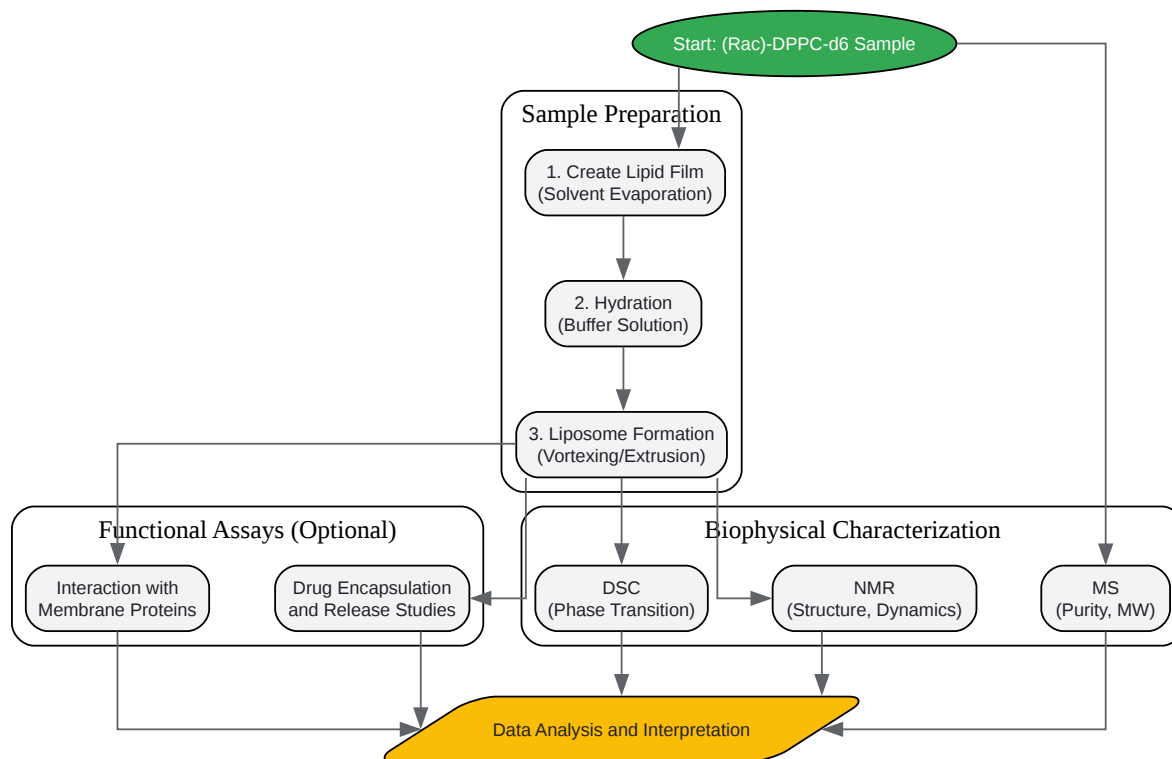 Start: (Rac)-DPPC-d6 Sample
Sample Preparation
1. Create Lipid Film
(Solvent Evaporation)
2. Hydration
(Buffer Solution)
3. Liposome Formation
(Vortexing/Extrusion)
Functional Assays (Optional)
Interaction with
Membrane Proteins
Drug Encapsulation
and Release Studies
Biophysical Characterization
DSC
(Phase Transition)
NMR
(Structure, Dynamics)
MS
(Purity, MW)
Data Analysis and Interpretation